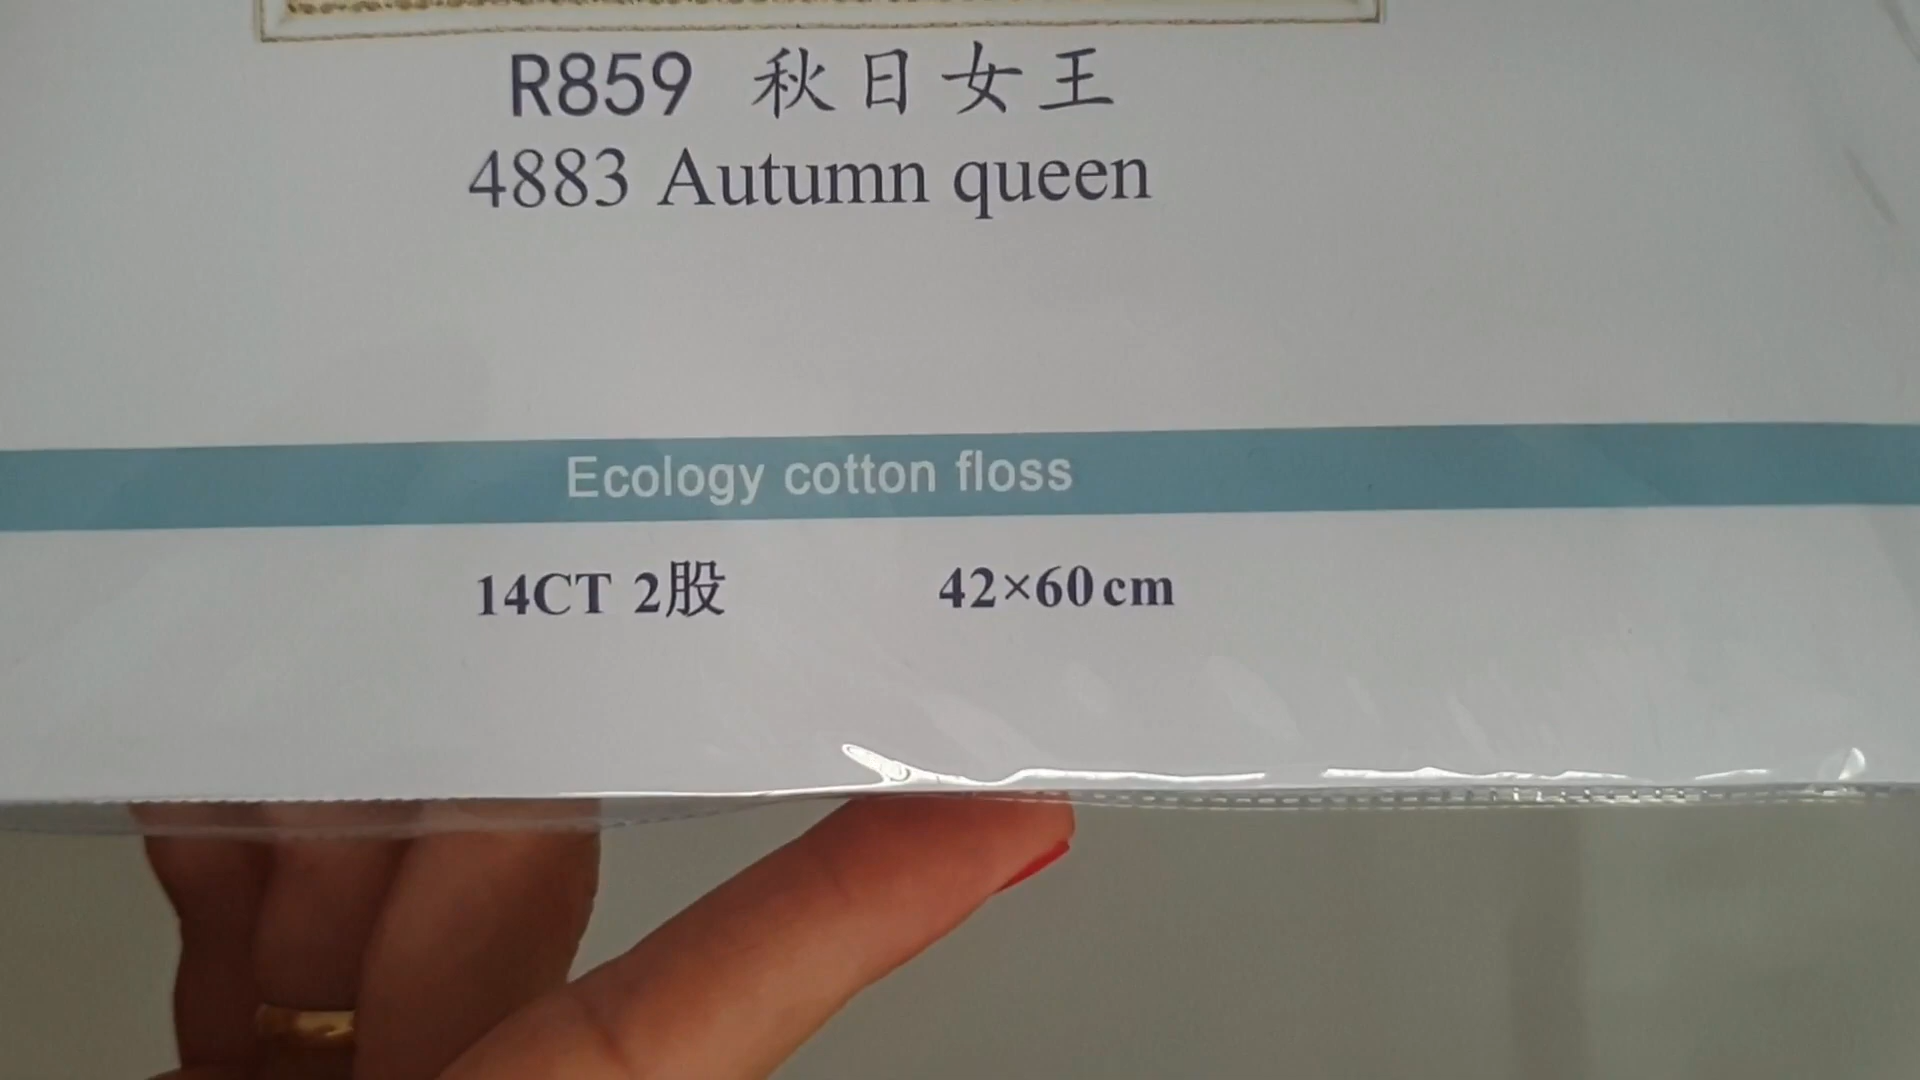 R859 秋日女王
4883 Autumn queen
Ecology cotton floss
14CT 2股 42×60cm